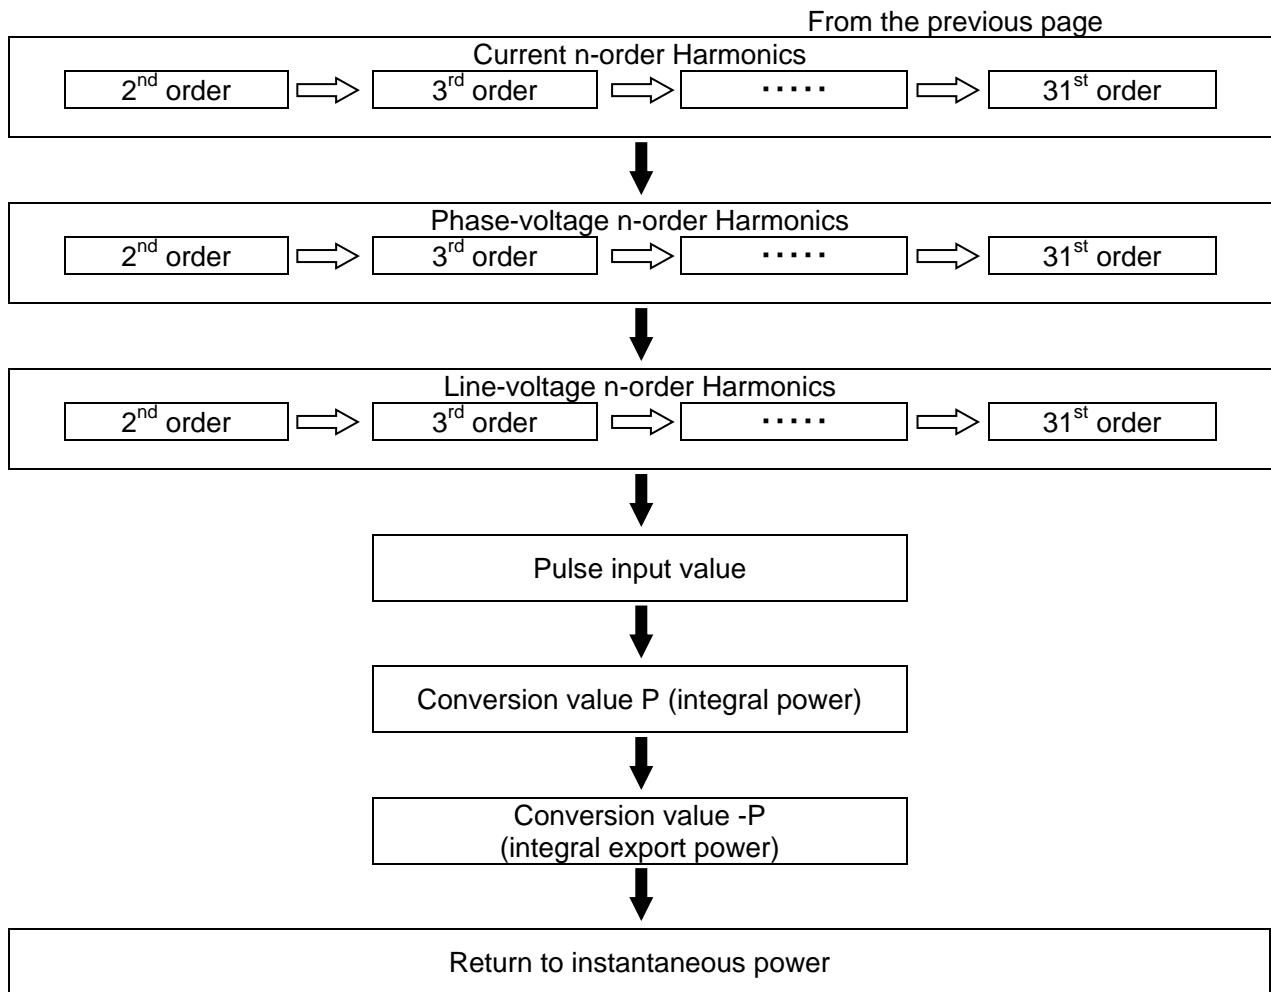 From the previous page
Current n-order Harmonics
2nd order 3rd order ····· 31st order
Phase-voltage n-order Harmonics
2nd order 3rd order ····· 31st order
Line-voltage n-order Harmonics
2nd order 3rd order ····· 31st order
Pulse input value
Conversion value P (integral power)
Conversion value -P
(integral export power)
Return to instantaneous power